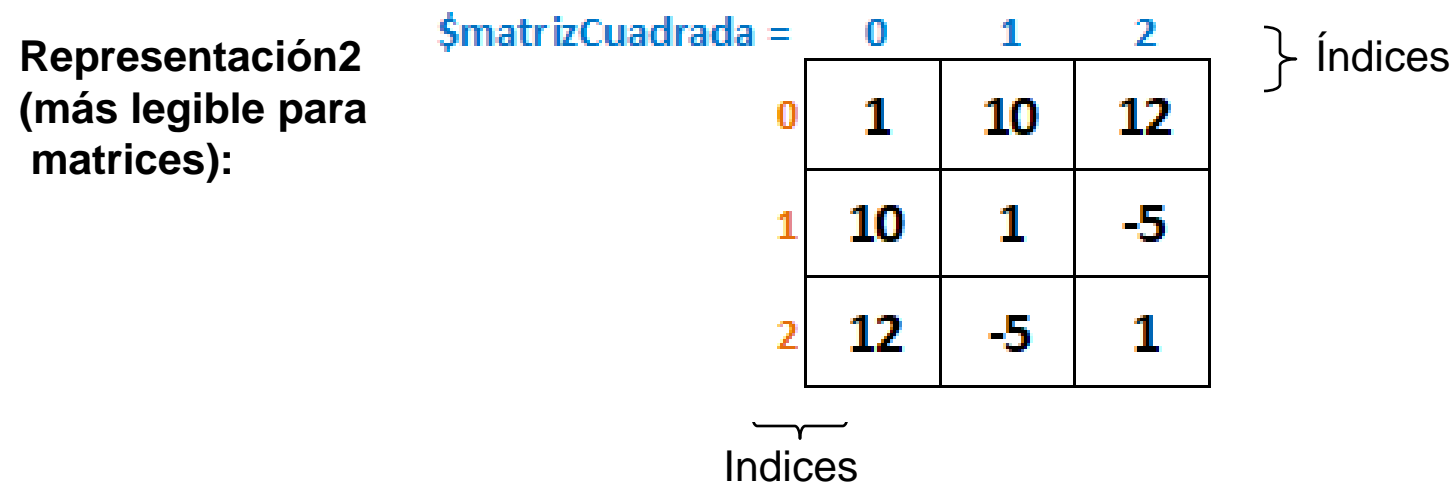 $matrizCuadrada = 0 1 2
Representación2
(más legible para
matrices):
Índices
0 1 10 12
1 10 1 -5
2 12 -5 1
Indices